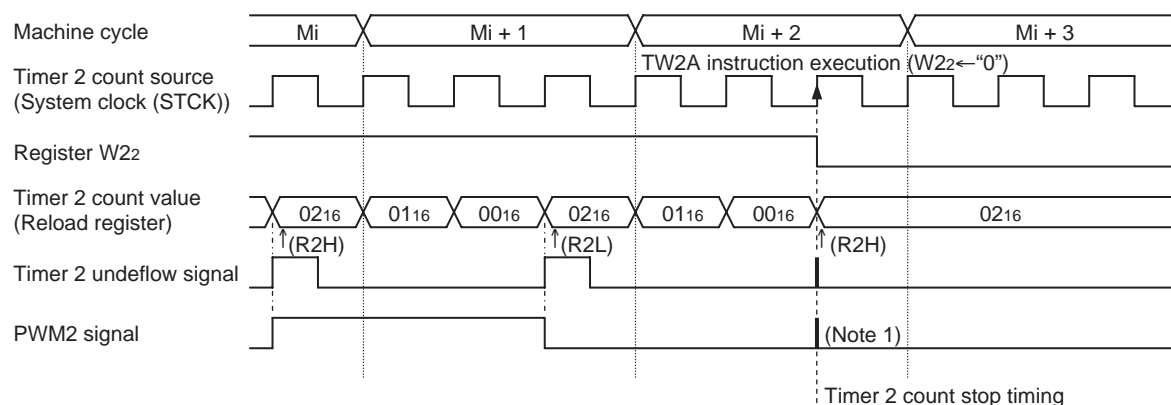 Machine cycle Mi Mi + 1 Mi + 2 Mi + 3
TW2A instruction execution (W22←“0”)
Timer 2 count source
(System clock (STCK))
Register W22
Timer 2 count value
(Reload register)
0216 0116 0016 0216 0116 0016 0216
(R2H) (R2L) (R2H)
Timer 2 undeflow signal
PWM2 signal
(Note 1)
Timer 2 count stop timing